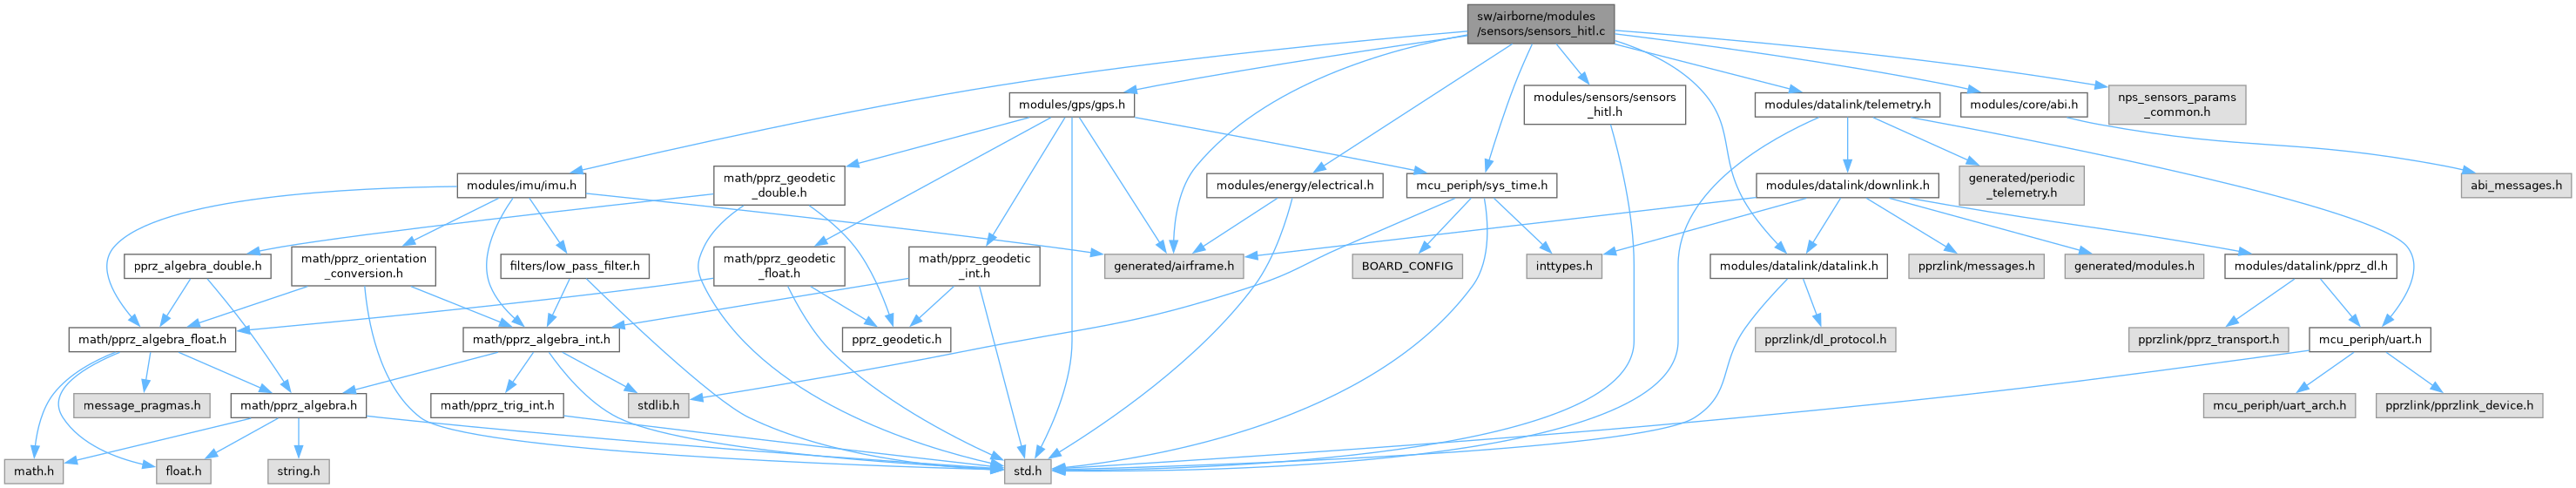 sw/airborne/modules
/sensors/sensors_hitl.c
modules/gps/gps.h
modules/sensors/sensors
_hitl.h
modules/datalink/telemetry.h
modules/core/abi.h
nps_sensors_params
_common.h
modules/imu/imu.h
math/pprz_geodetic
_double.h
modules/energy/electrical.h
mcu_periph/sys_time.h
modules/datalink/downlink.h
generated/periodic
_telemetry.h
abi_messages.h
pprz_algebra_double.h
math/pprz_orientation
_conversion.h
filters/low_pass_filter.h
math/pprz_geodetic
_float.h
math/pprz_geodetic
_int.h
generated/airframe.h
BOARD_CONFIG
inttypes.h
modules/datalink/datalink.h
pprzlink/messages.h
generated/modules.h
modules/datalink/pprz_dl.h
math/pprz_algebra_float.h
math/pprz_algebra_int.h
pprz_geodetic.h
pprzlink/dl_protocol.h
pprzlink/pprz_transport.h
mcu_periph/uart.h
message_pragmas.h
math/pprz_algebra.h
math/pprz_trig_int.h
stdlib.h
mcu_periph/uart_arch.h
pprzlink/pprzlink_device.h
math.h
float.h
string.h
std.h